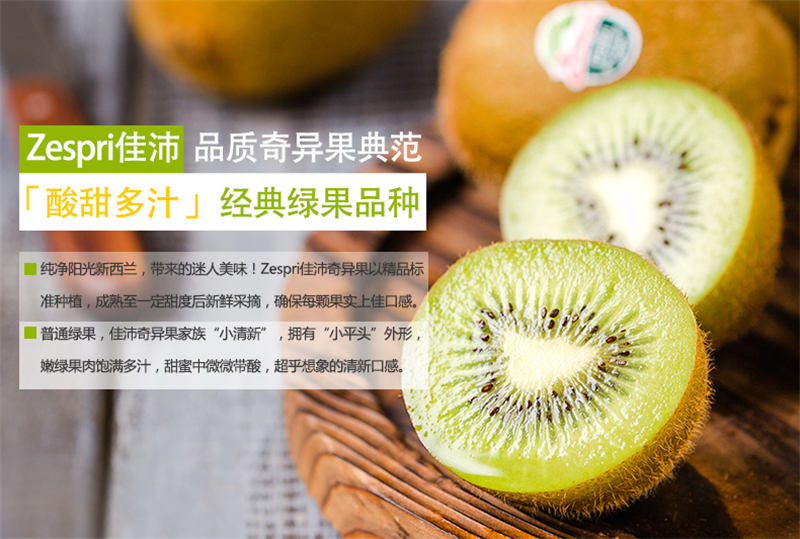 Zespri佳沛 品质奇异果典范
「酸甜多汁」经典绿果品种
纯净阳光新西兰，带来的迷人美味！Zespri佳沛奇异果以精品标
准种植，成熟至一定甜度后新鲜采摘，确保每颗果实上佳口感。
普通绿果，佳沛奇异果家族“小清新”，拥有“小平头”外形，
嫩绿果肉饱满多汁，甜蜜中微微带酸，超乎想象的清新口感。